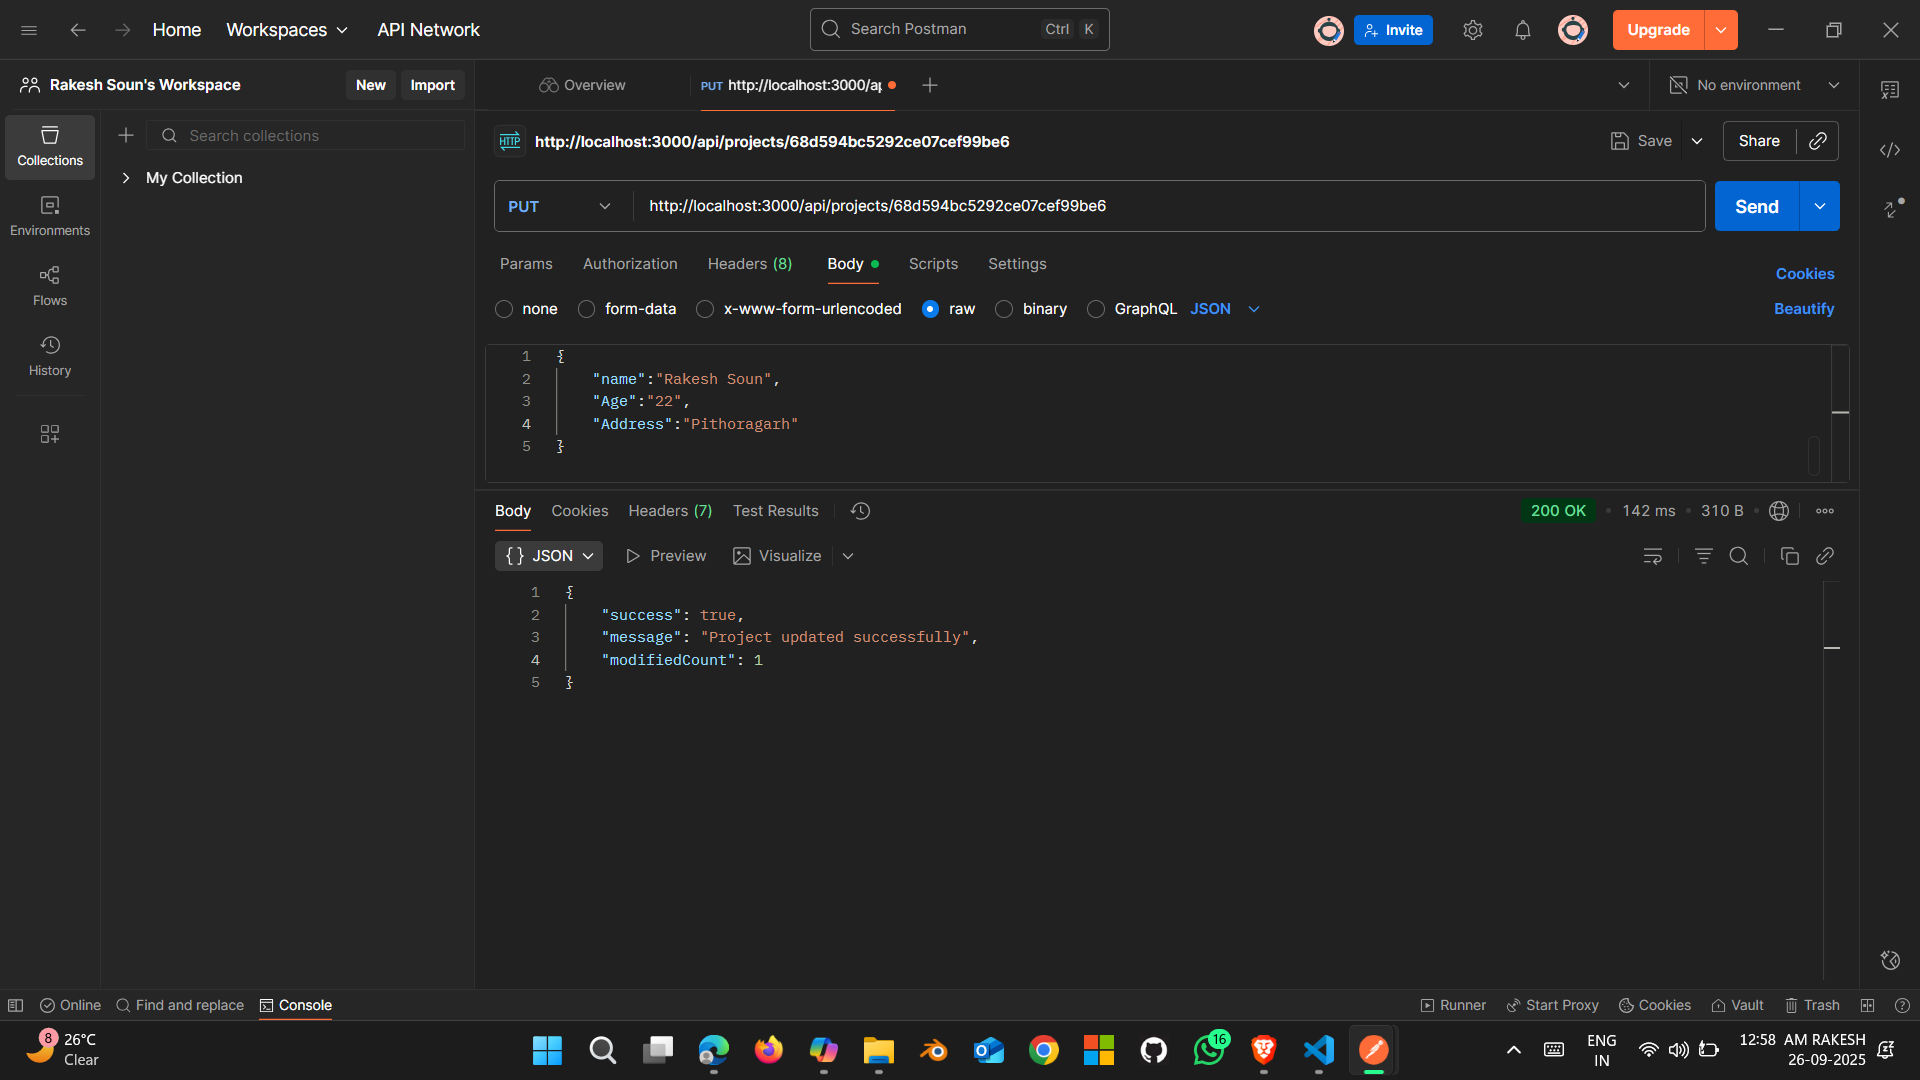 Home Workspaces API Network Search Postman Ctrl K Invite Upgrade
Rakesh Soun's Workspace New Import Overview PUT http://localhost:3000/ap No environment
Collections
Environments
Flows
History
Search collections
My Collection
HTTP http://localhost:3000/api/projects/68d594bc5292ce07cef99be6 Save Share
PUT http://localhost:3000/api/projects/68d594bc5292ce07cef99be6 Send
Params Authorization Headers (8) Body Scripts Settings Cookies
none form-data x-www-form-urlencoded raw binary GraphQL JSON Beautify
1 {
2 "name":"Rakesh Soun",
3 "Age":"22",
4 "Address":"Pithoragarh"
5 }
Body Cookies Headers (7) Test Results 200 OK • 142 ms • 310 B
{} JSON Preview Visualize
1 {
2 "success": true,
3 "message": "Project updated successfully",
4 "modifiedCount": 1
5 }
Online Find and replace Console Runner Start Proxy Cookies Vault Trash
8 26°C
Clear
16
ENG
IN
12:58 AM RAKESH
26-09-2025